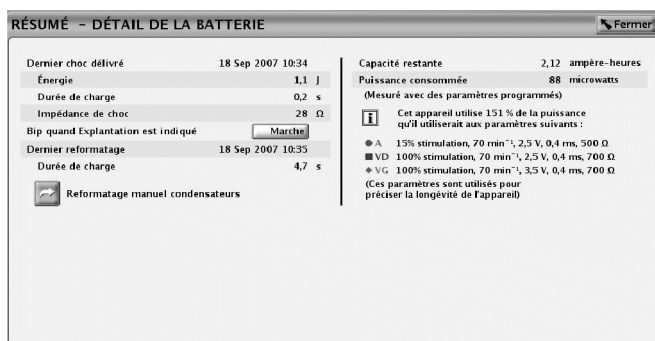 RÉSUMÉ - DÉTAIL DE LA BATTERIE
Fermer
Dernier choc délivré 18 Sep 2007 10:34
Énergie 1,1 J
Durée de charge 0,2 s
Impédance de choc 28 Ω
Bip quand Explantation est indiqué Marche
Dernier reformatage 18 Sep 2007 10:35
Durée de charge 4,7 s
Reformatage manuel condensateurs
Capacité restante 2,12 ampère-heures
Puissance consommée 88 microwatts
(Mesuré avec des paramètres programmés)
i Cet appareil utilise 151 % de la puissance
qu'il utiliserait aux paramètres suivants :
A 15% stimulation, 70 min⁻¹, 2,5 V, 0,4 ms, 500 Ω
VD 100% stimulation, 70 min⁻¹, 2,5 V, 0,4 ms, 700 Ω
VG 100% stimulation, 70 min⁻¹, 3,5 V, 0,4 ms, 700 Ω
(Ces paramètres sont utilisés pour
préciser la longévité de l'appareil)